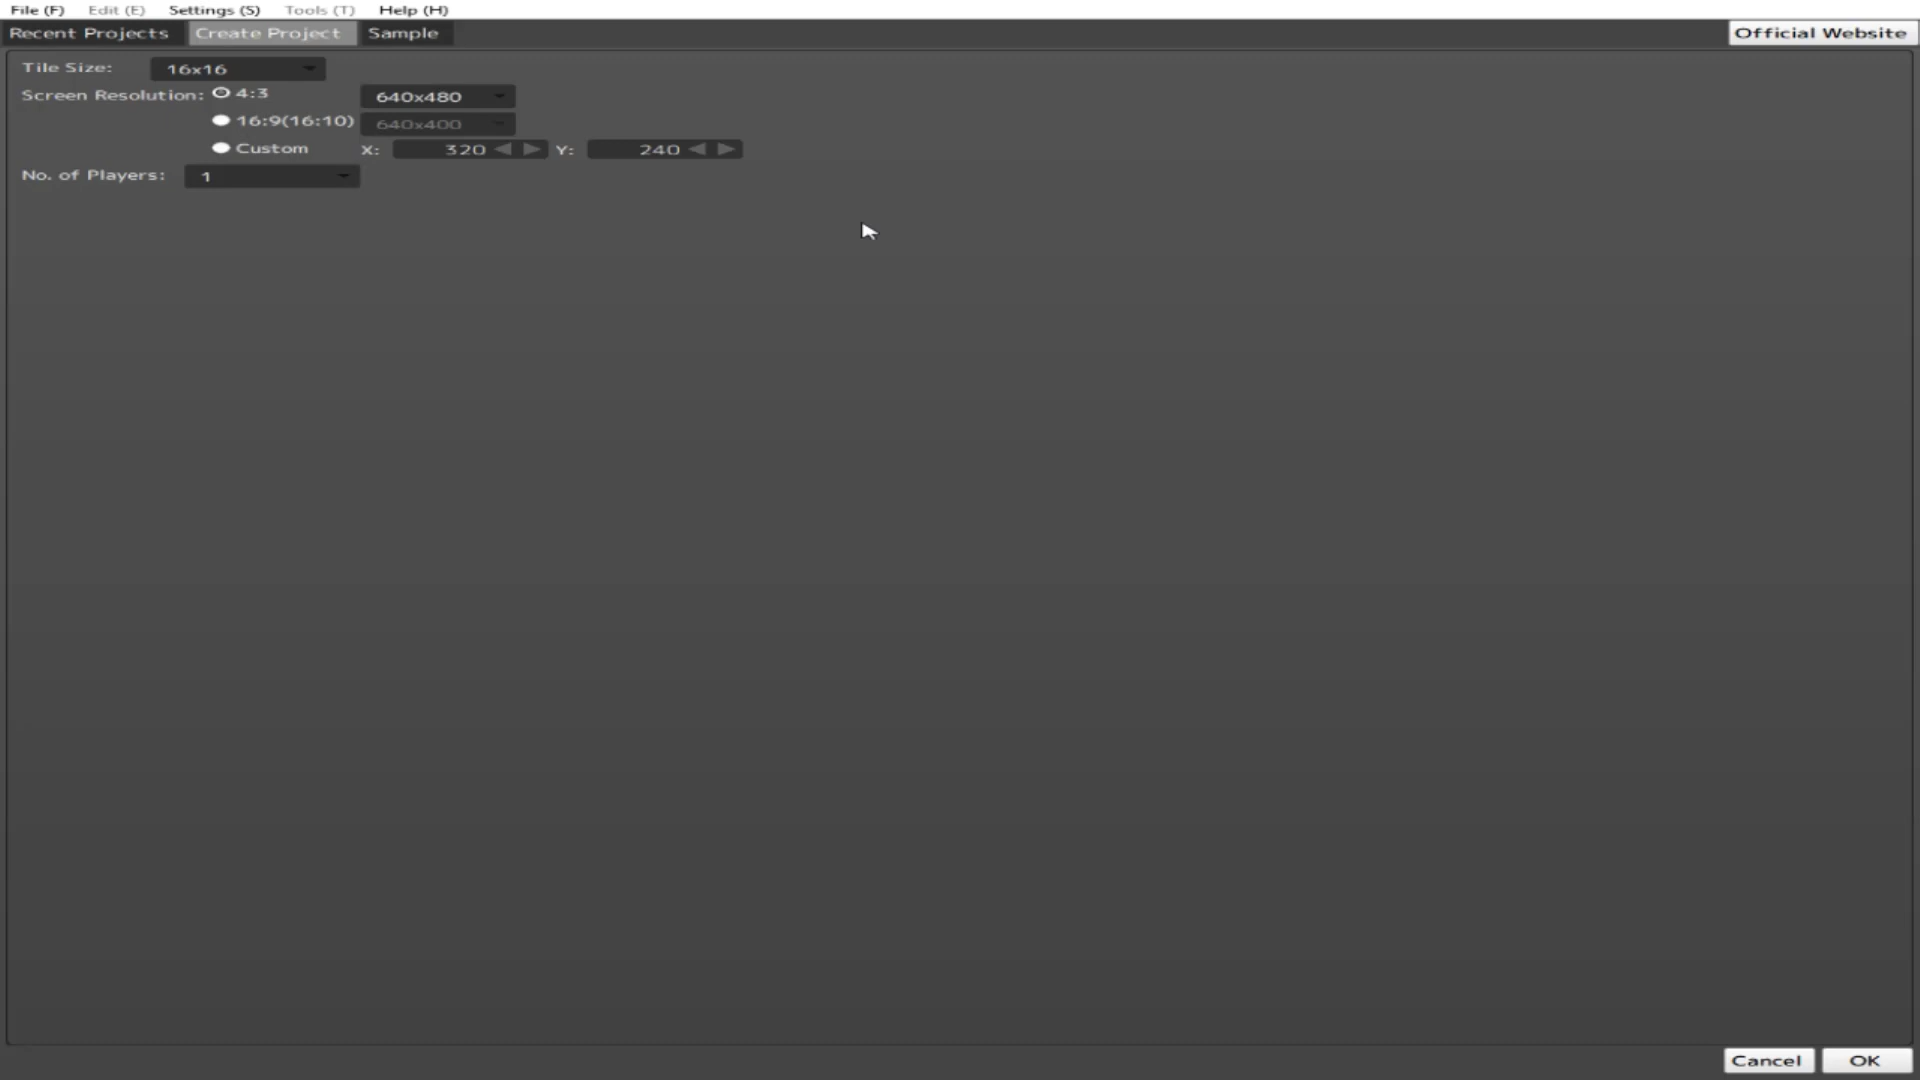 File (F) Edit (E) Settings (S) Tools (T) Help (H)
Recent Projects Create Project Sample Official Website
Tile Size: 16x16
Screen Resolution: 4:3 640x480
16:9(16:10) 640x400
Custom X: 320 Y: 240
No. of Players: 1
Cancel OK